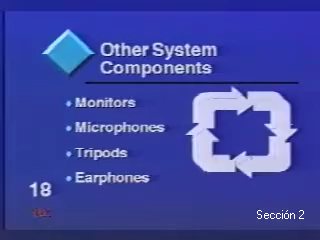 Other System
Components
Monitors
Microphones
Tripods
Earphones
18
Sección 2